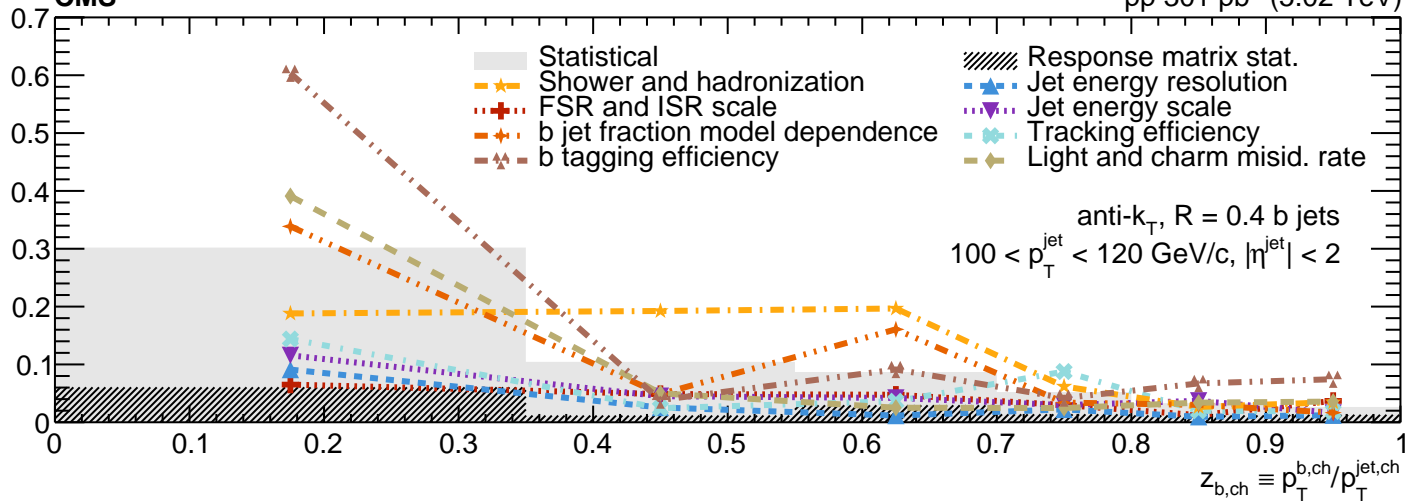 CMS
pp 301 pb (5.02 TeV)
0.7
0.6
0.5
0.4
0.3
0.2
0.1
0
Statistical
Shower and hadronization
FSR and ISR scale
b jet fraction model dependence
b tagging efficiency
Response matrix stat.
Jet energy resolution
Jet energy scale
Tracking efficiency
Light and charm misid. rate
anti-k_T, R = 0.4 b jets
100 < p_T^jet < 120 GeV/c, |η^jet| < 2
0 0.1 0.2 0.3 0.4 0.5 0.6 0.7 0.8 0.9 1
z_b,ch ≡ p_T^b,ch/p_T^jet,ch